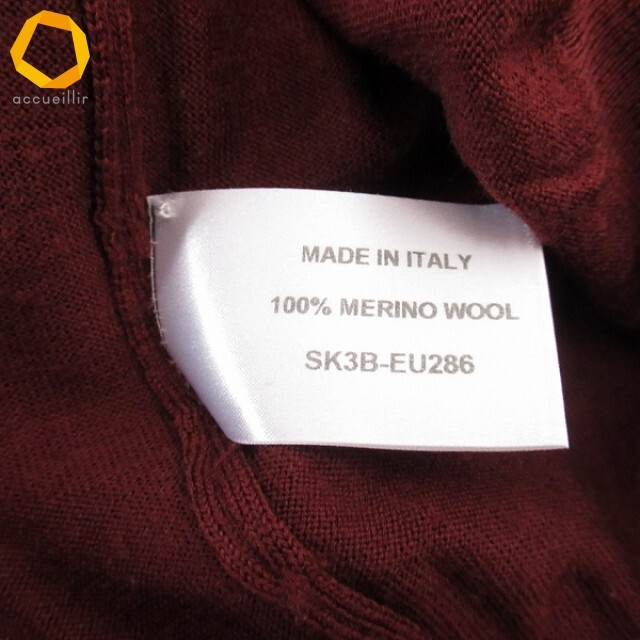 accueillir
MADE IN ITALY
100% MERINO WOOL
SK3B-EU286